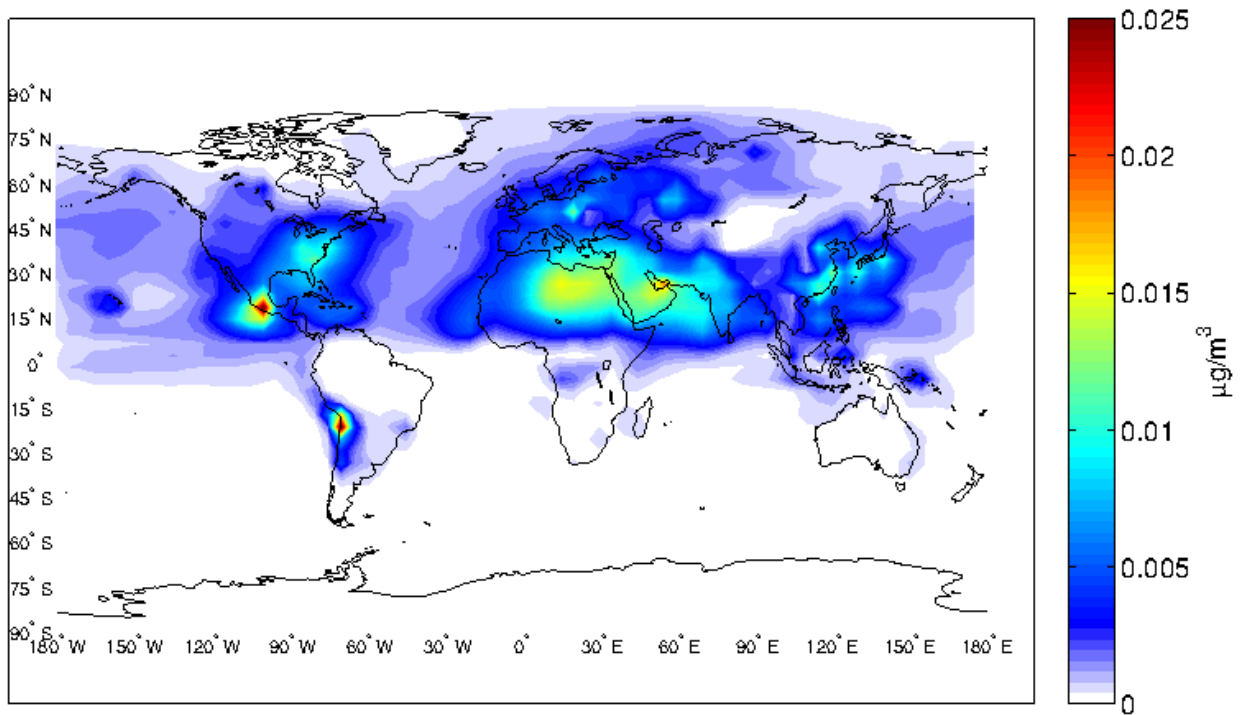 90° N
75° N
60° N
45° N
30° N
15° N
0°
15° S
30° S
45° S
60° S
75° S
90° S
180° W 150° W 120° W 90° W 60° W 30° W 0° 30° E 60° E 90° E 120° E 150° E 180° E
0.025
0.02
0.015
0.01
0.005
0
μg/m³